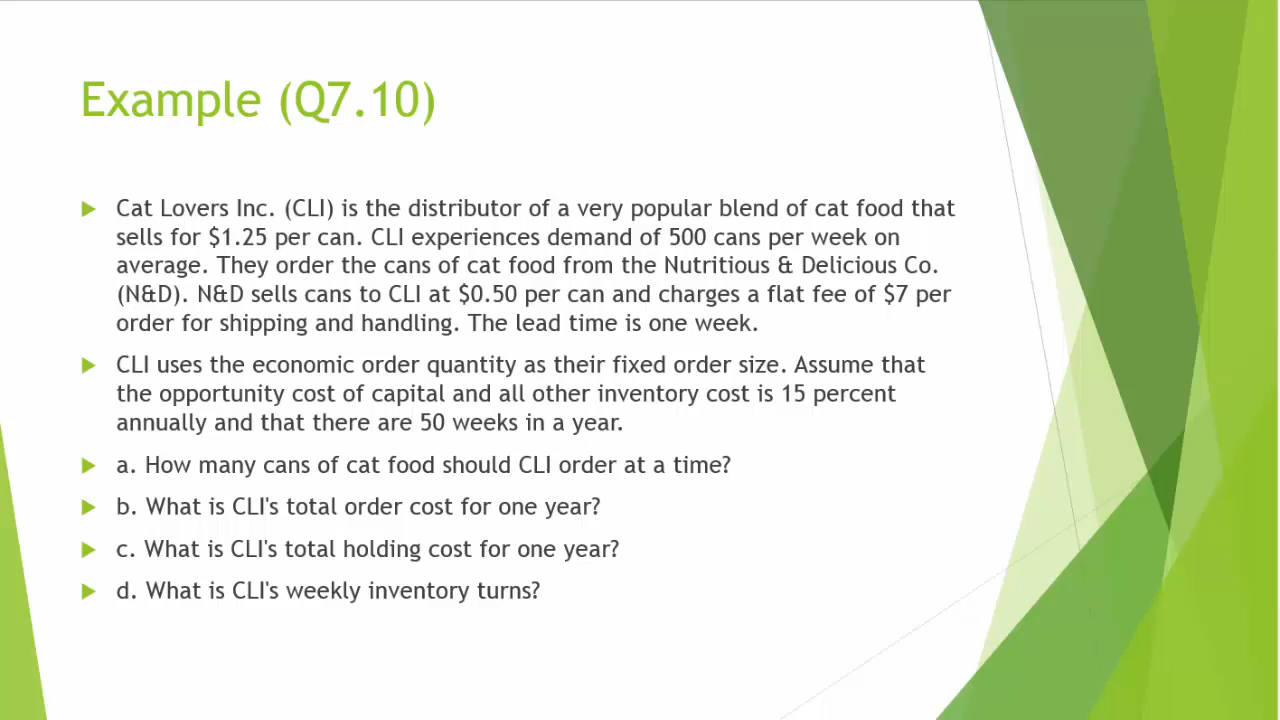 Example (Q7.10)
Cat Lovers Inc. (CLI) is the distributor of a very popular blend of cat food that
sells for $1.25 per can. CLI experiences demand of 500 cans per week on
average. They order the cans of cat food from the Nutritious & Delicious Co.
(N&D). N&D sells cans to CLI at $0.50 per can and charges a flat fee of $7 per
order for shipping and handling. The lead time is one week.
CLI uses the economic order quantity as their fixed order size. Assume that
the opportunity cost of capital and all other inventory cost is 15 percent
annually and that there are 50 weeks in a year.
a. How many cans of cat food should CLI order at a time?
b. What is CLI's total order cost for one year?
c. What is CLI's total holding cost for one year?
d. What is CLI's weekly inventory turns?